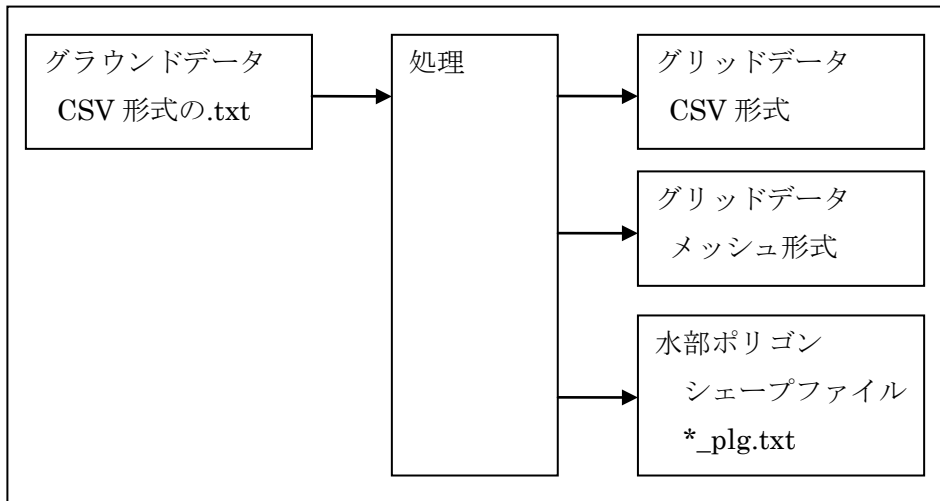 グラウンドデータ
CSV 形式の.txt
処理
グリッドデータ
CSV 形式
グリッドデータ
メッシュ形式
水部ポリゴン
シェープファイル
*_plg.txt